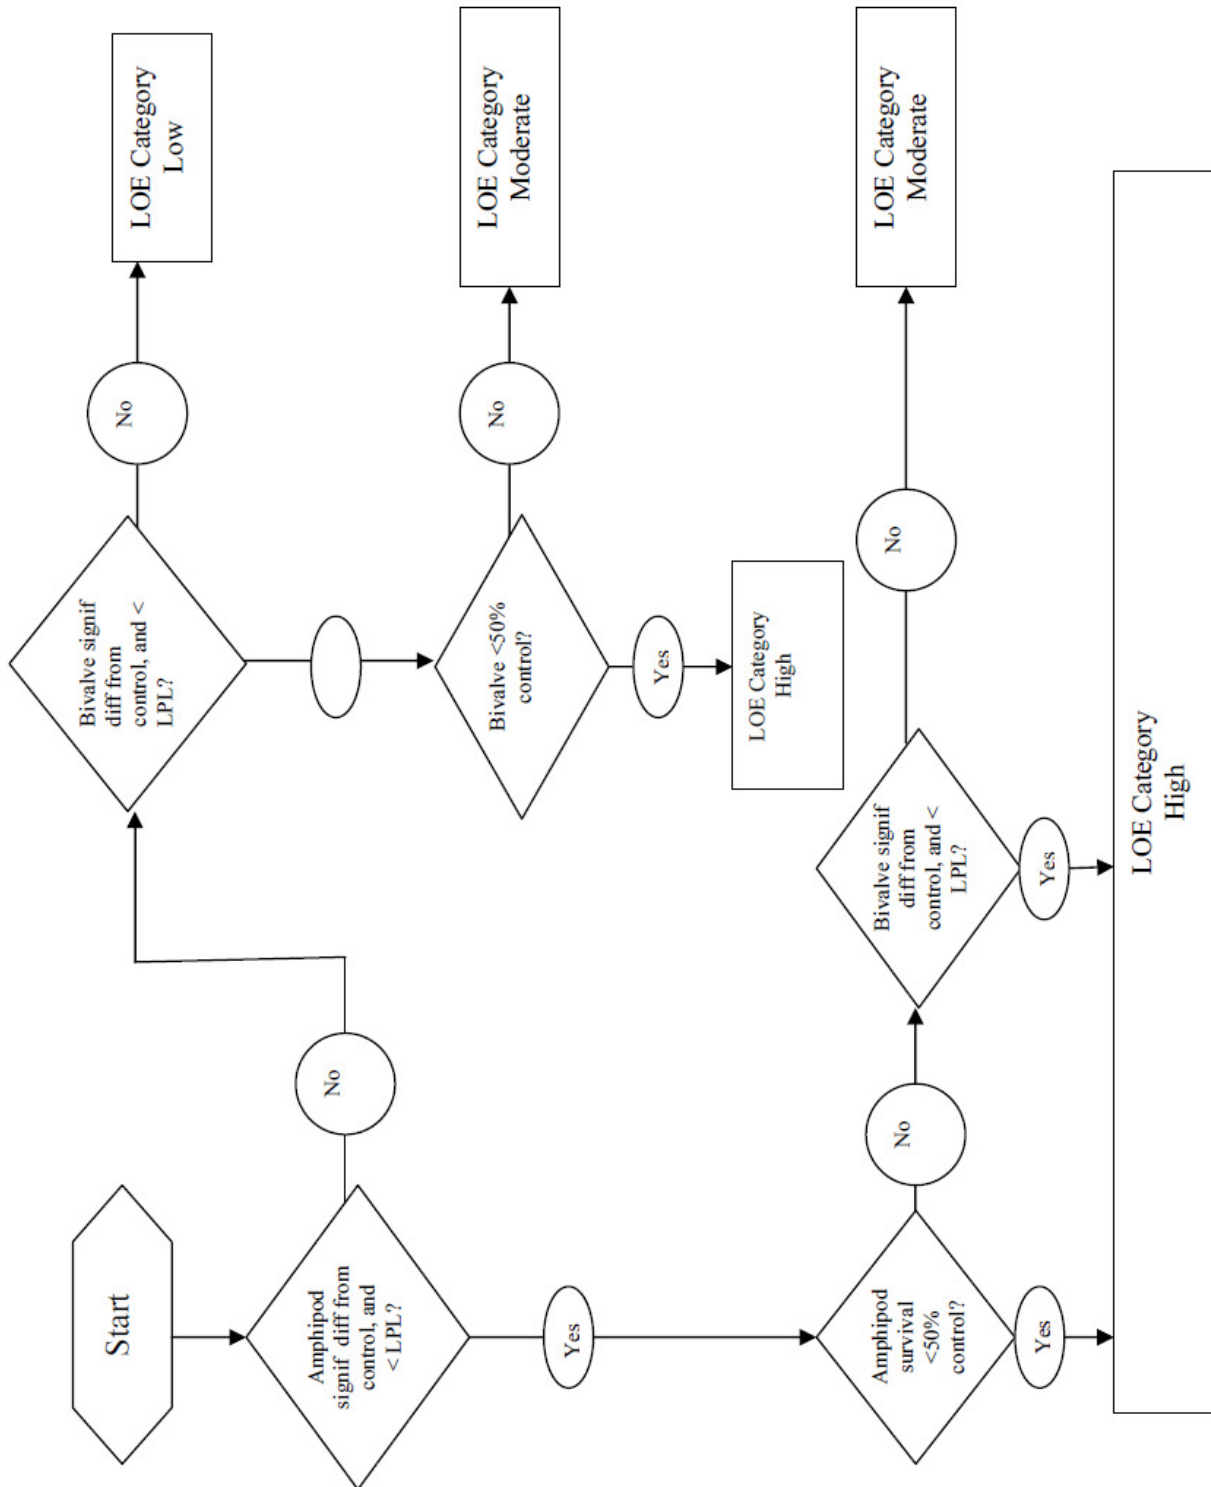 Start
Amphipod
signif diff from
control, and
< LPL?
No
Bivalve signif
diff from
control, and <
LPL?
No
LOE Category
Low
Bivalve <50%
control?
No
LOE Category
Moderate
Yes
LOE Category
High
Yes
Amphipod
survival
<50%
control?
No
Bivalve signif
diff from
control, and <
LPL?
No
LOE Category
Moderate
Yes
Yes
LOE Category
High